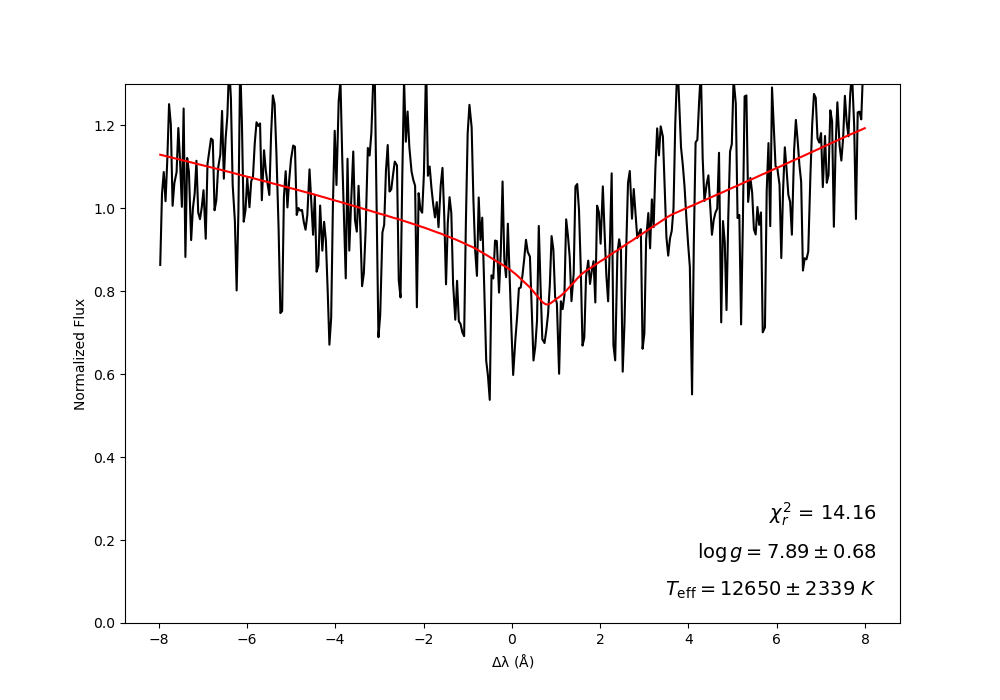 1.2
1.0
0.8
0.6
0.4
0.2
0.0
Normalized Flux
χ²ᵣ = 14.16
log g = 7.89 ± 0.68
T_eff = 12650 ± 2339 K
−8 −6 −4 −2 0 2 4 6 8
Δλ (Å)